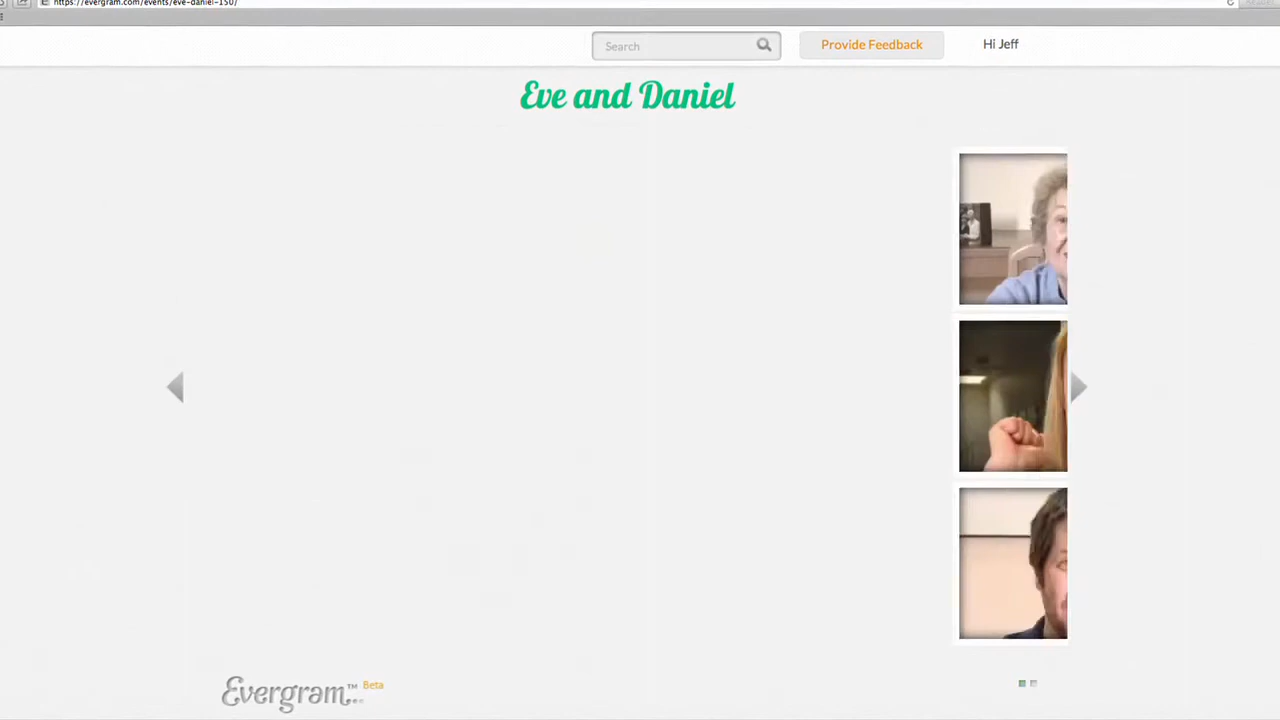 https://evergram.com/events/eve-daniel-150/
Search
Provide Feedback
Hi Jeff
Eve and Daniel
Evergram™ Beta